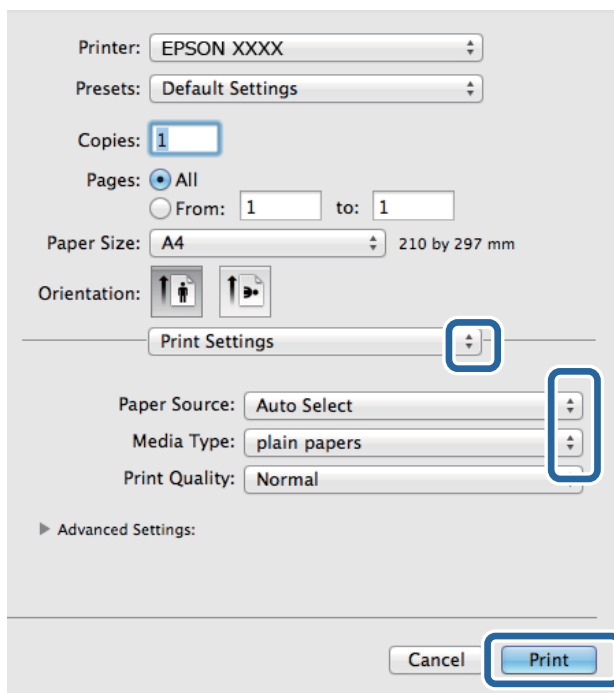 Printer: EPSON XXXX
Presets: Default Settings
Copies: 1
Pages: All
From: 1 to: 1
Paper Size: A4 210 by 297 mm
Orientation:
Print Settings
Paper Source: Auto Select
Media Type: plain papers
Print Quality: Normal
Advanced Settings:
Cancel Print